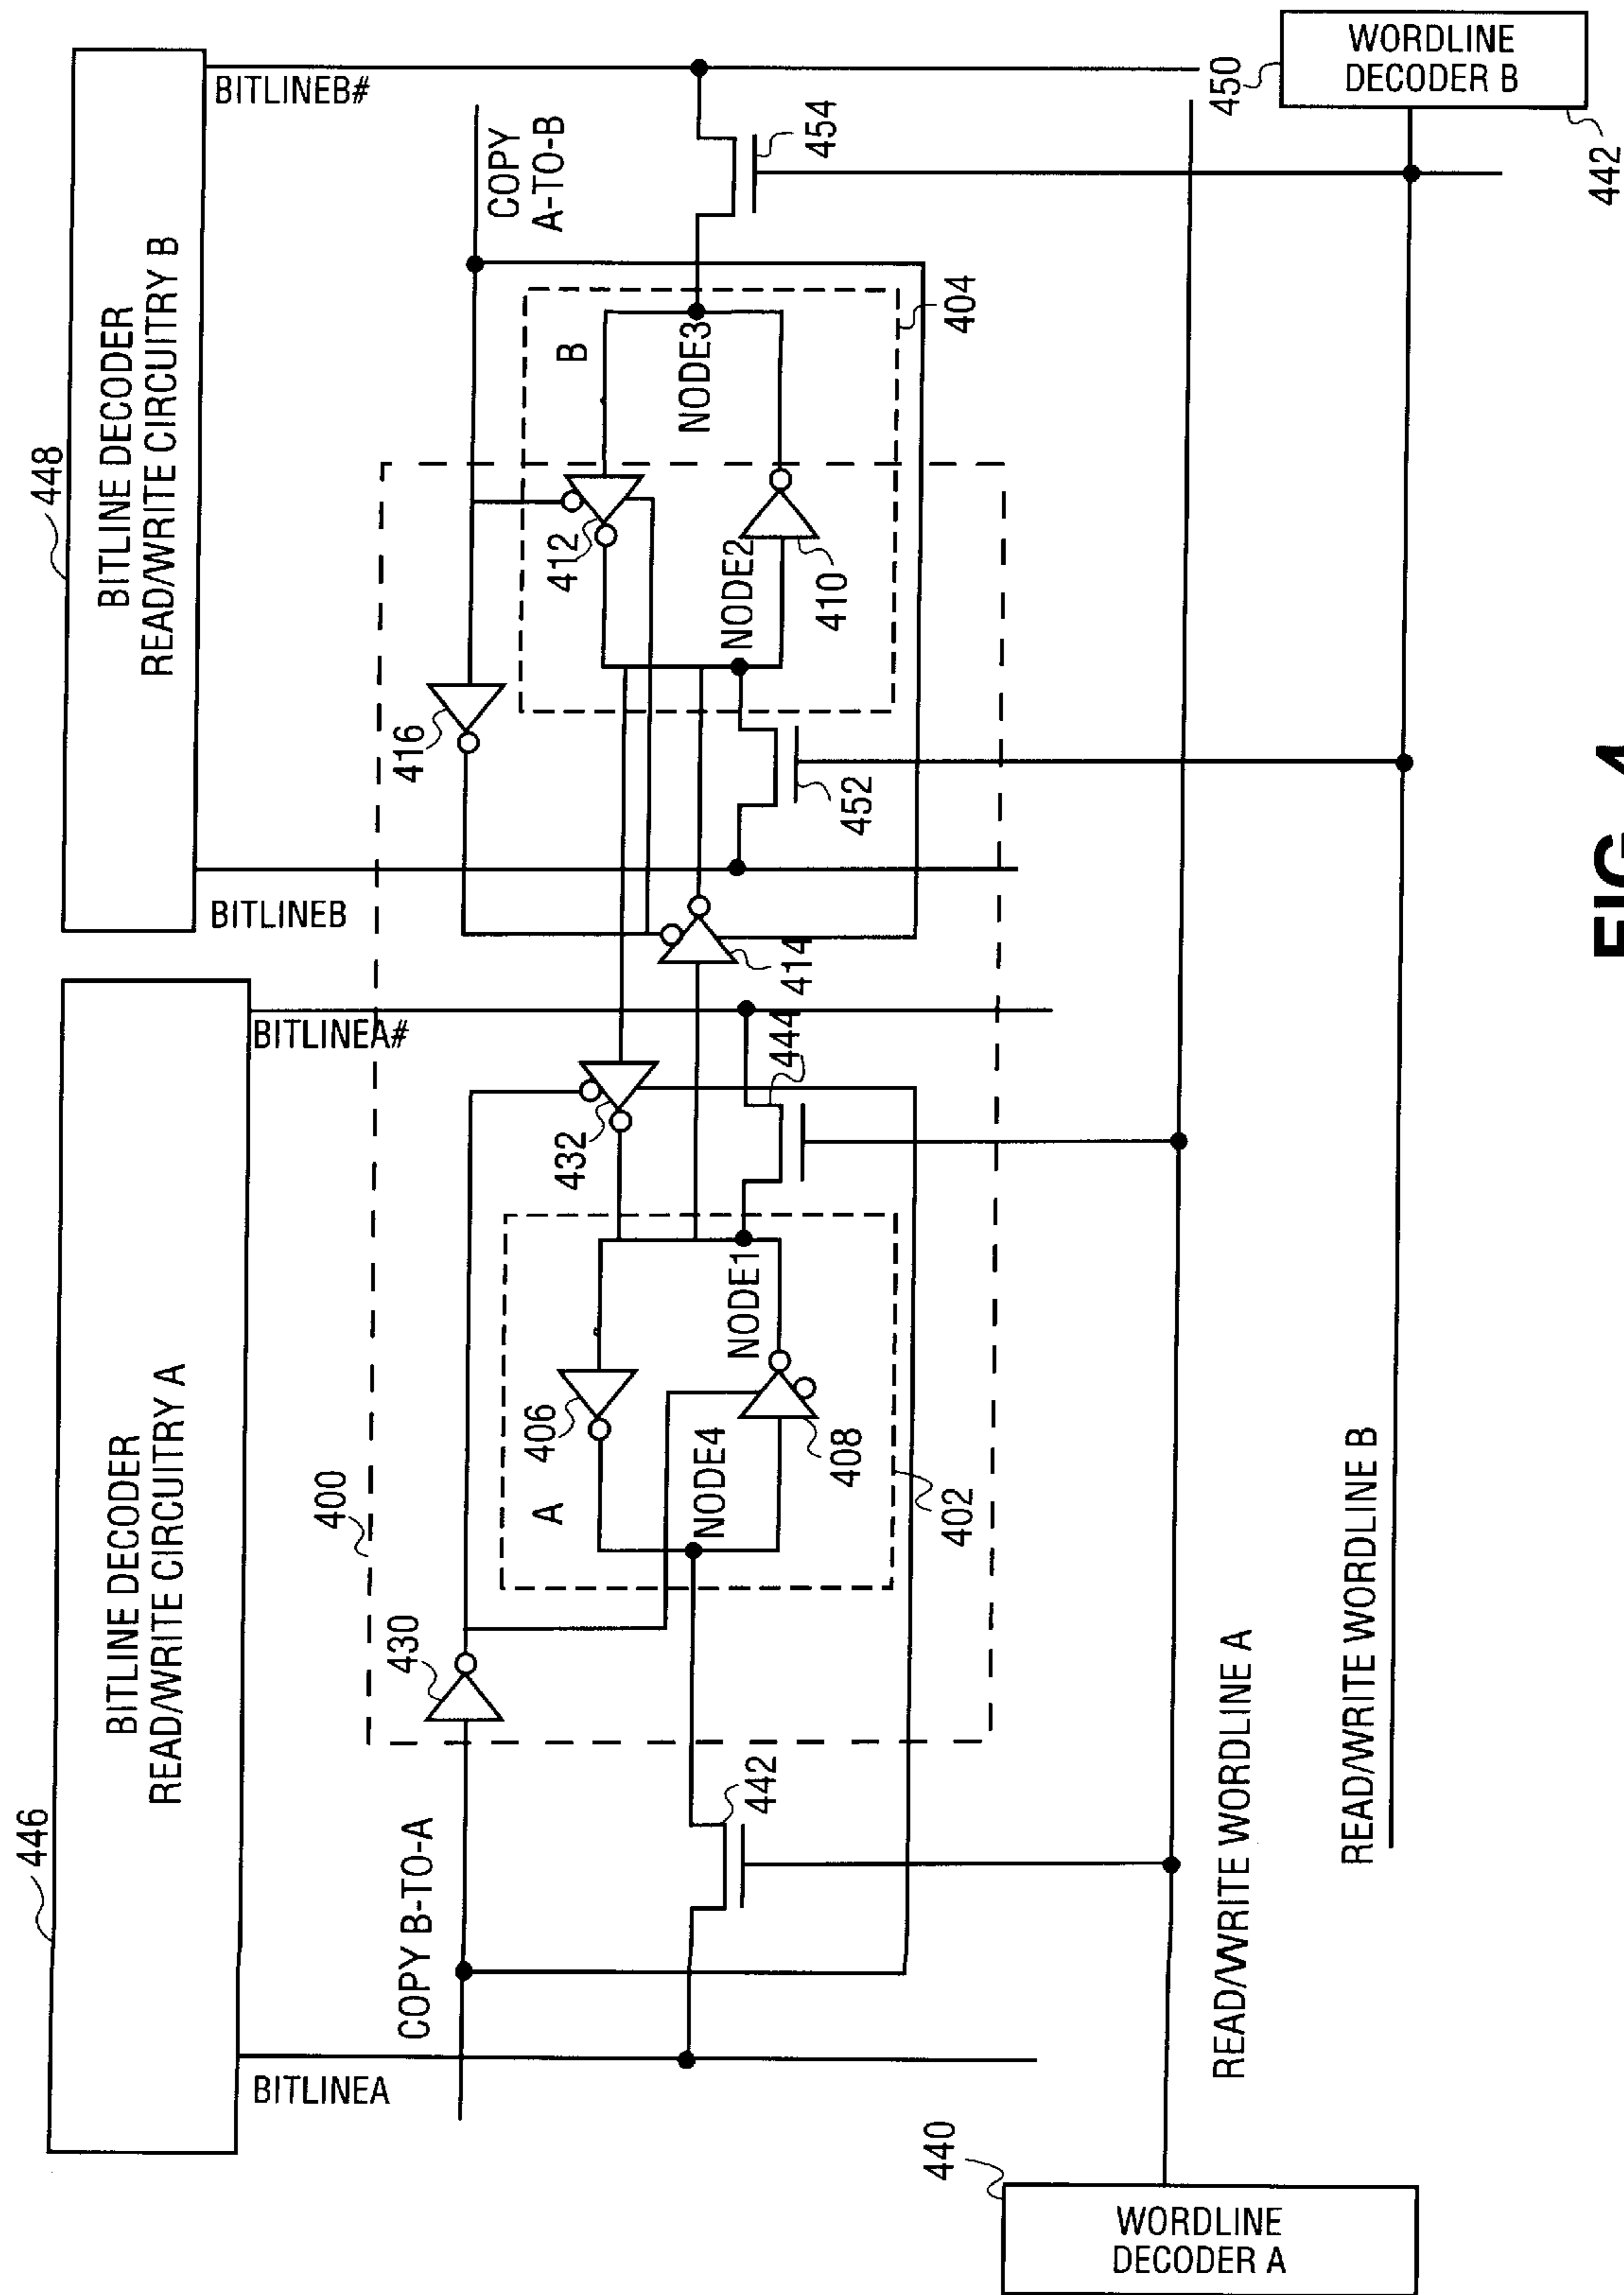 446
BITLINE DECODER
READ/WRITE CIRCUITRY A
448
BITLINE DECODER
READ/WRITE CIRCUITRY B
BITLINEA
BITLINEA#
BITLINEB
BITLINEB#
COPY B-TO-A
430
400
416
COPY
A-TO-B
A
406
432
412
B
NODE4
NODE1
NODE2
NODE3
408
410
442
444
414
452
454
402
404
440
WORDLINE
DECODER A
READ/WRITE WORDLINE A
450
WORDLINE
DECODER B
442
READ/WRITE WORDLINE B